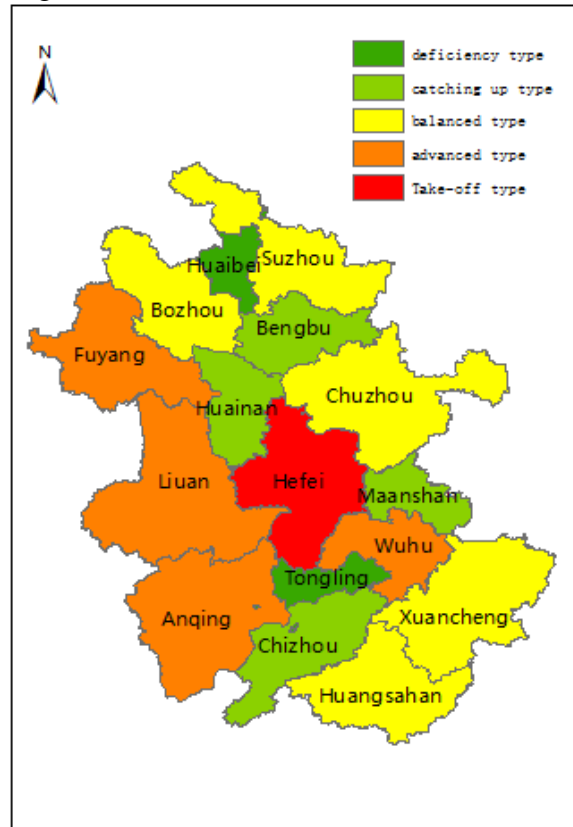 N
deficiency type
catching up type
balanced type
advanced type
Take-off type
Huaibei
Suzhou
Bozhou
Bengbu
Fuyang
Huainan
Chuzhou
Liuan
Hefei
Maanshan
Wuhu
Tongling
Anqing
Xuancheng
Chizhou
Huangsahan